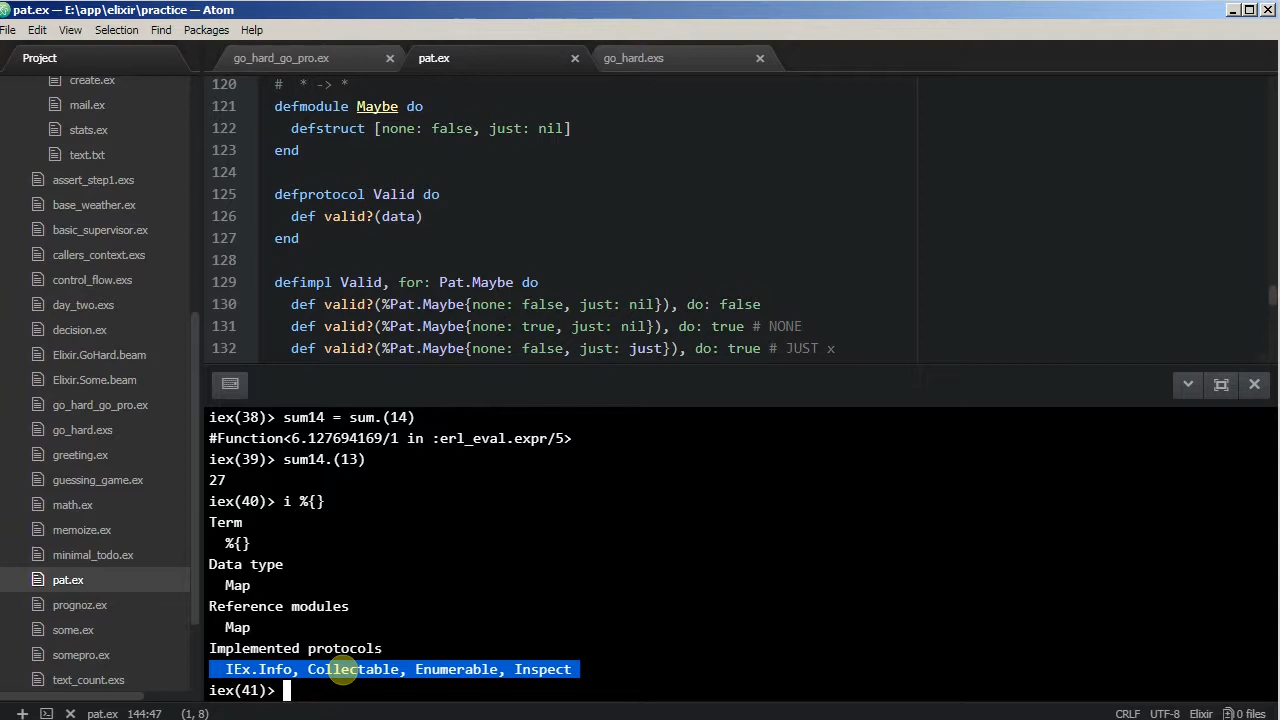 pat.ex — E:\app\elixir\practice — Atom
File Edit View Selection Find Packages Help
Project
go_hard_go_pro.ex
pat.ex
go_hard.exs
create.ex
mail.ex
stats.ex
text.txt
assert_step1.exs
base_weather.ex
basic_supervisor.ex
callers_context.exs
control_flow.exs
day_two.exs
decision.ex
Elixir.GoHard.beam
Elixir.Some.beam
go_hard_go_pro.ex
go_hard.exs
greeting.ex
guessing_game.ex
math.ex
memoize.ex
minimal_todo.ex
pat.ex
prognoz.ex
some.ex
somepro.ex
text_count.exs
120 # * -> *
121 defmodule Maybe do
122 defstruct [none: false, just: nil]
123 end
124
125 defprotocol Valid do
126 def valid?(data)
127 end
128
129 defimpl Valid, for: Pat.Maybe do
130 def valid?(%Pat.Maybe{none: false, just: nil}), do: false
131 def valid?(%Pat.Maybe{none: true, just: nil}), do: true # NONE
132 def valid?(%Pat.Maybe{none: false, just: just}), do: true # JUST x
iex(38)> sum14 = sum.(14)
#Function<6.127694169/1 in :erl_eval.expr/5>
iex(39)> sum14.(13)
27
iex(40)> i %{}
Term
%{}
Data type
Map
Reference modules
Map
Implemented protocols
IEx.Info, Collectable, Enumerable, Inspect
iex(41)>
pat.ex 144:47 (1, 8)
CRLF UTF-8 Elixir 0 files